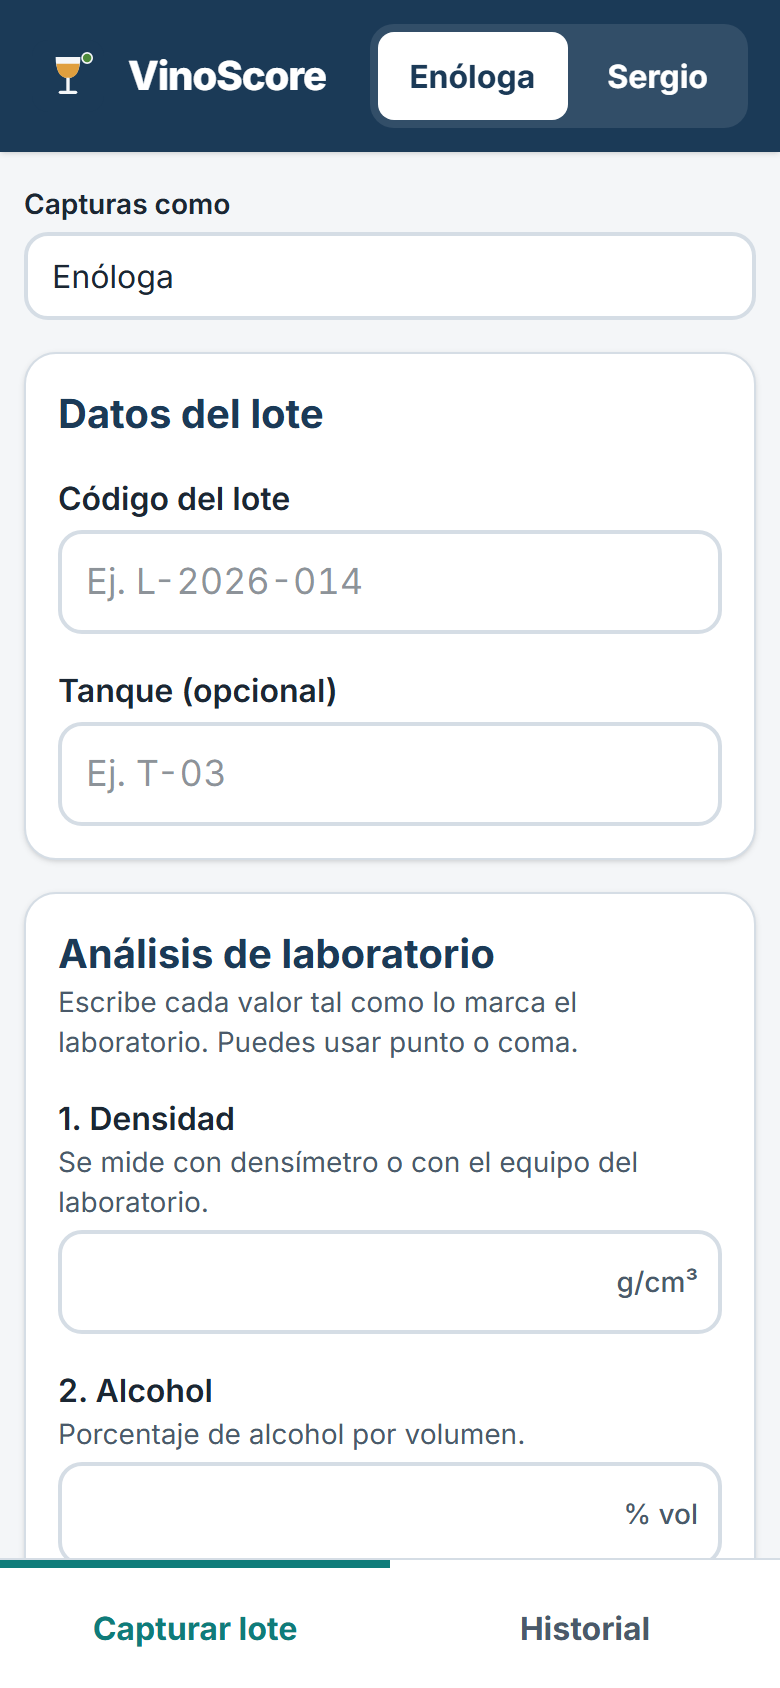 VinoScore
Enóloga
Sergio
Capturas como
Enóloga
Datos del lote
Código del lote
Ej. L-2026-014
Tanque (opcional)
Ej. T-03
Análisis de laboratorio
Escribe cada valor tal como lo marca el
laboratorio. Puedes usar punto o coma.
1. Densidad
Se mide con densímetro o con el equipo del
laboratorio.
g/cm³
2. Alcohol
Porcentaje de alcohol por volumen.
% vol
Capturar lote
Historial